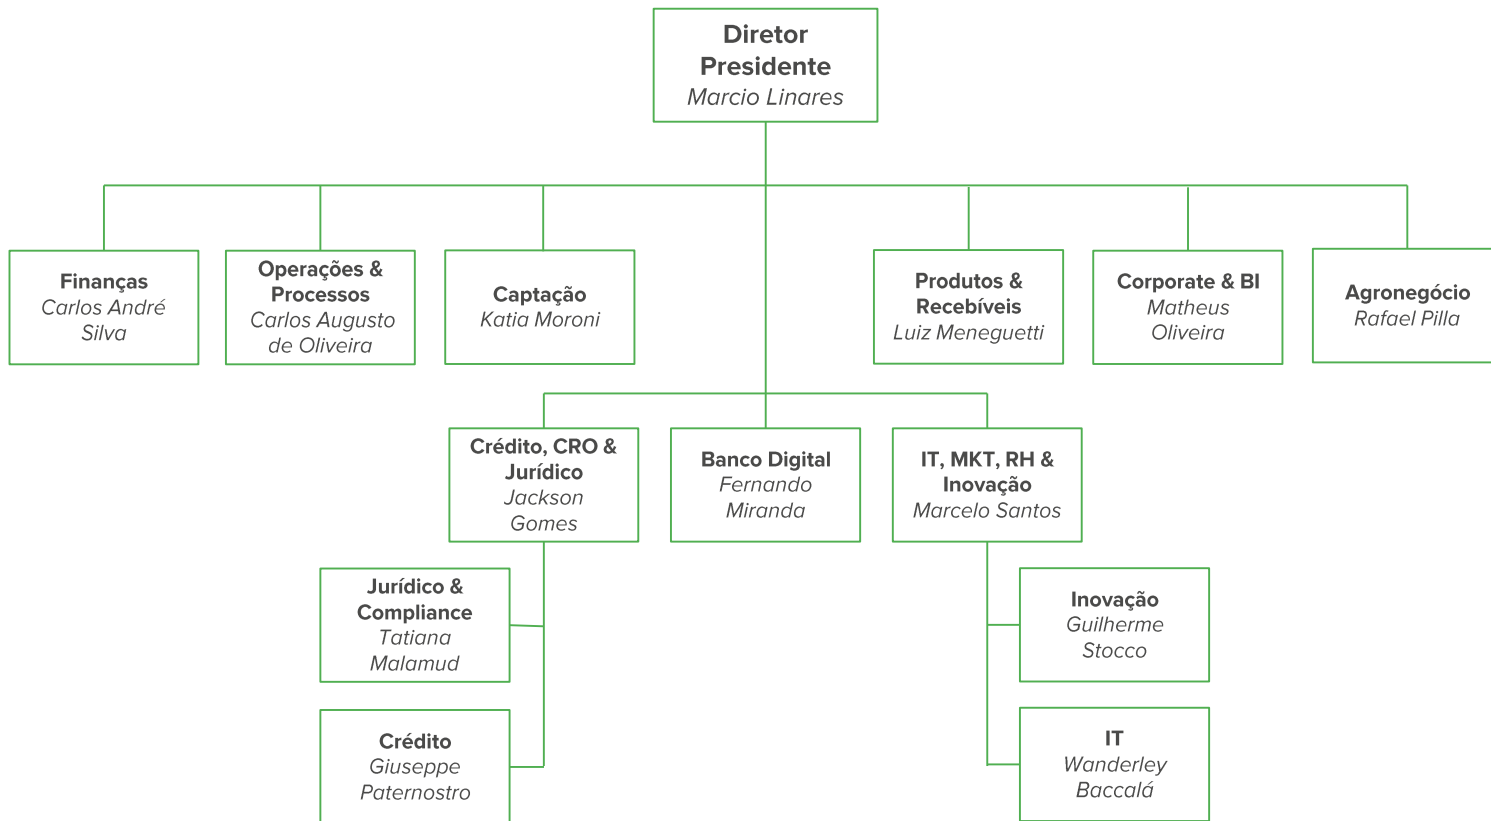 Diretor
Presidente
Marcio Linares
Finanças
Carlos André
Silva
Operações &
Processos
Carlos Augusto
de Oliveira
Captação
Katia Moroni
Produtos &
Recebíveis
Luiz Meneguetti
Corporate & BI
Matheus
Oliveira
Agronegócio
Rafael Pilla
Crédito, CRO &
Jurídico
Jackson
Gomes
Banco Digital
Fernando
Miranda
IT, MKT, RH &
Inovação
Marcelo Santos
Jurídico &
Compliance
Tatiana
Malamud
Inovação
Guilherme
Stocco
Crédito
Giuseppe
Paternostro
IT
Wanderley
Baccalá